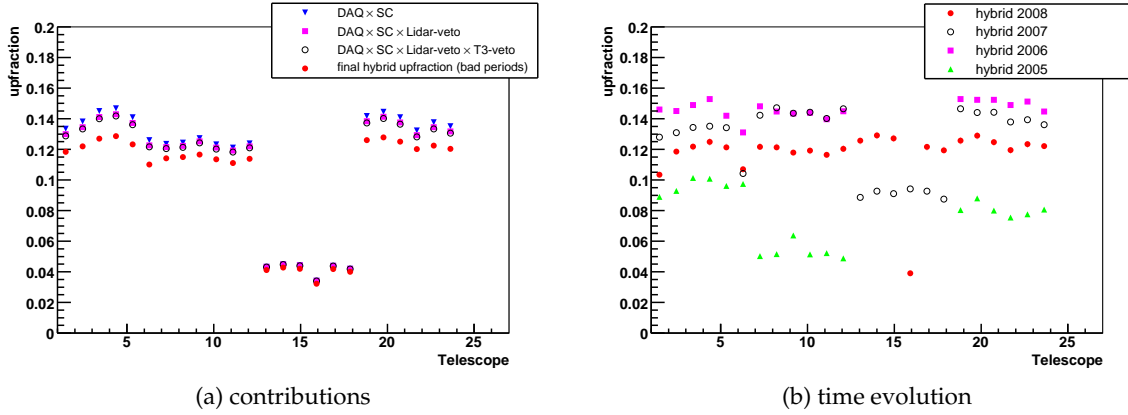 upfraction
0.2
0.18
0.16
0.14
0.12
0.1
0.08
0.06
0.04
0.02
0
5
10
15
20
25
Telescope
DAQ × SC
DAQ × SC × Lidar-veto
DAQ × SC × Lidar-veto × T3-veto
final hybrid upfraction (bad periods)
(a) contributions
upfraction
0.2
0.18
0.16
0.14
0.12
0.1
0.08
0.06
0.04
0.02
0
5
10
15
20
25
Telescope
hybrid 2008
hybrid 2007
hybrid 2006
hybrid 2005
(b) time evolution